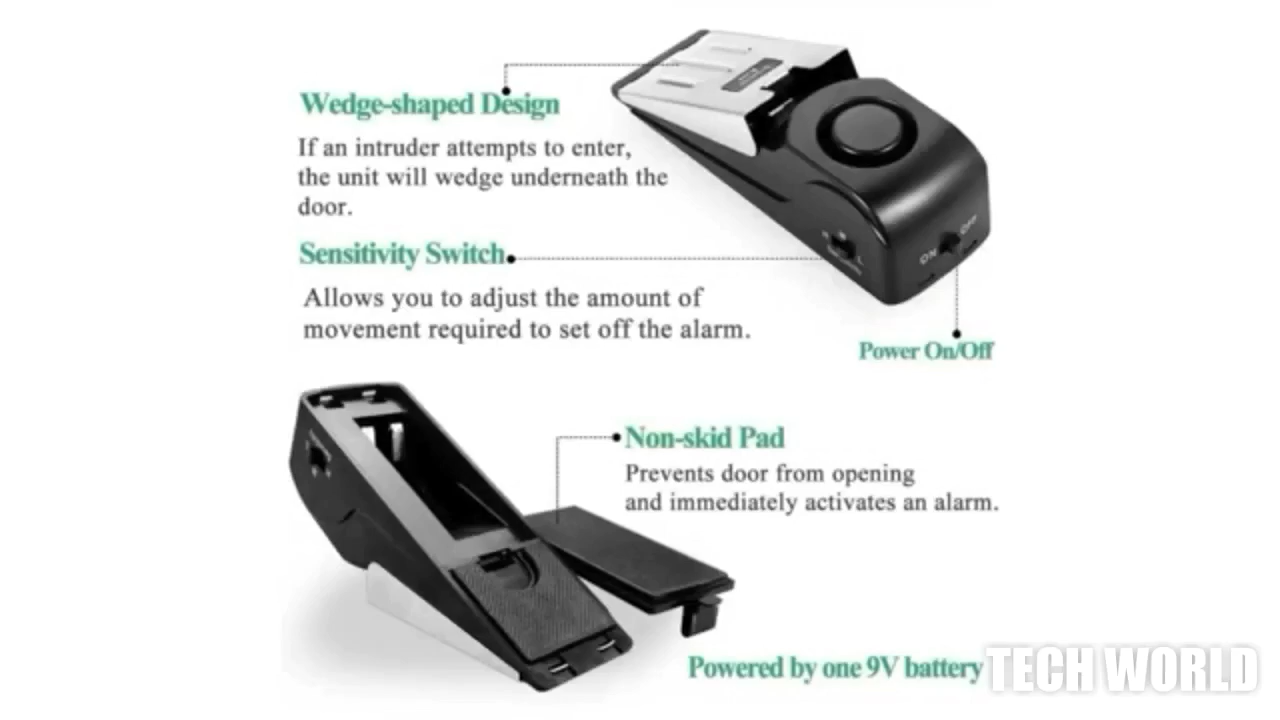 Wedge-shaped Design
If an intruder attempts to enter,
the unit will wedge underneath the
door.
Sensitivity Switch
Allows you to adjust the amount of
movement required to set off the alarm.
ON OFF
Power On/Off
Non-skid Pad
Prevents door from opening
and immediately activates an alarm.
Powered by one 9V battery
TECH WORLD